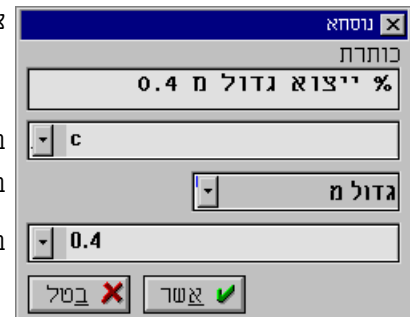 נוסחא
כותרת
% ייצוא גדול מ 0.4
c
גדול מ
0.4
אשר
בטל